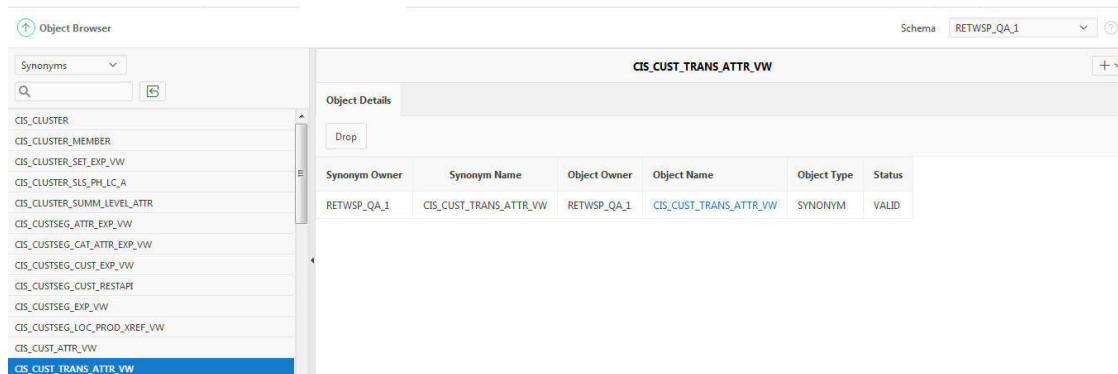 Object Browser
Schema RETWSP_QA_1
Synonyms
CIS_CUST_TRANS_ATTR_VW
Object Details
Drop
CIS_CLUSTER
CIS_CLUSTER_MEMBER
CIS_CLUSTER_SET_EXP_VW
CIS_CLUSTER_SLS_PH_LC_A
CIS_CLUSTER_SUMM_LEVEL_ATTR
CIS_CUSTSEG_ATTR_EXP_VW
CIS_CUSTSEG_CAT_ATTR_EXP_VW
CIS_CUSTSEG_CUST_EXP_VW
CIS_CUSTSEG_CUST_RESTAPI
CIS_CUSTSEG_EXP_VW
CIS_CUSTSEG_LOC_PROD_XREF_VW
CIS_CUST_ATTR_VW
CIS_CUST_TRANS_ATTR_VW
Synonym Owner Synonym Name Object Owner Object Name Object Type Status
RETWSP_QA_1 CIS_CUST_TRANS_ATTR_VW RETWSP_QA_1 CIS_CUST_TRANS_ATTR_VW SYNONYM VALID